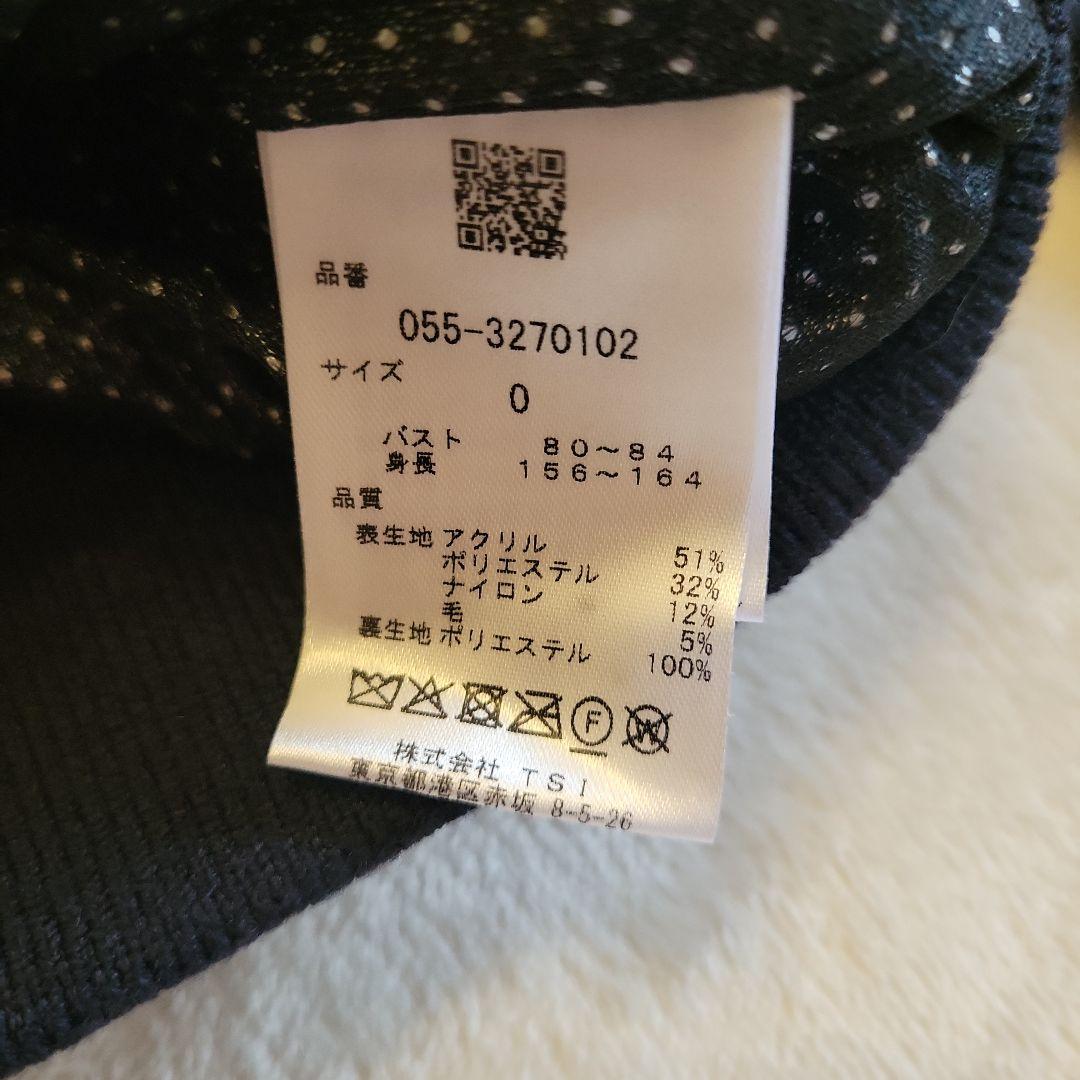 品番
055-3270102
サイズ
0
バスト 80～84
身長 156～164
品質
表生地 アクリル 51%
ポリエステル 32%
ナイロン 12%
毛 5%
裏生地 ポリエステル 100%
F
W
株式会社 TSI
東京都港区赤坂 8-5-26